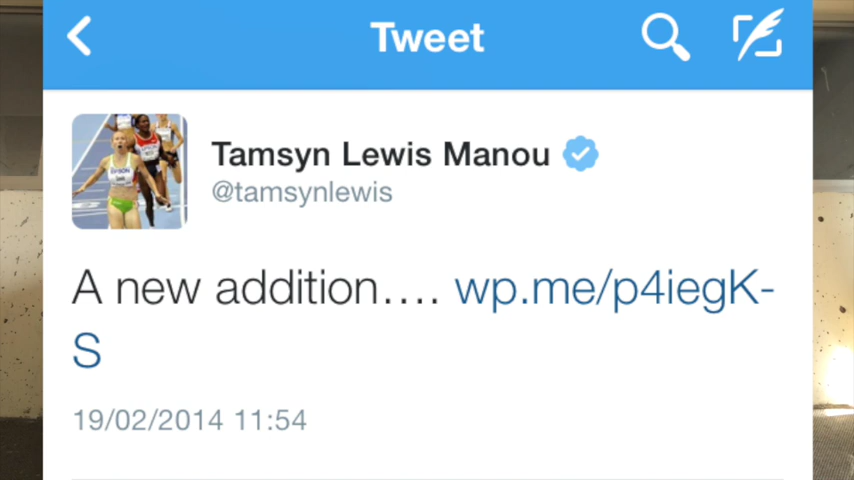 Tweet
Tamsyn Lewis Manou
@tamsynlewis
A new addition.... wp.me/p4iegK-
S
19/02/2014 11:54